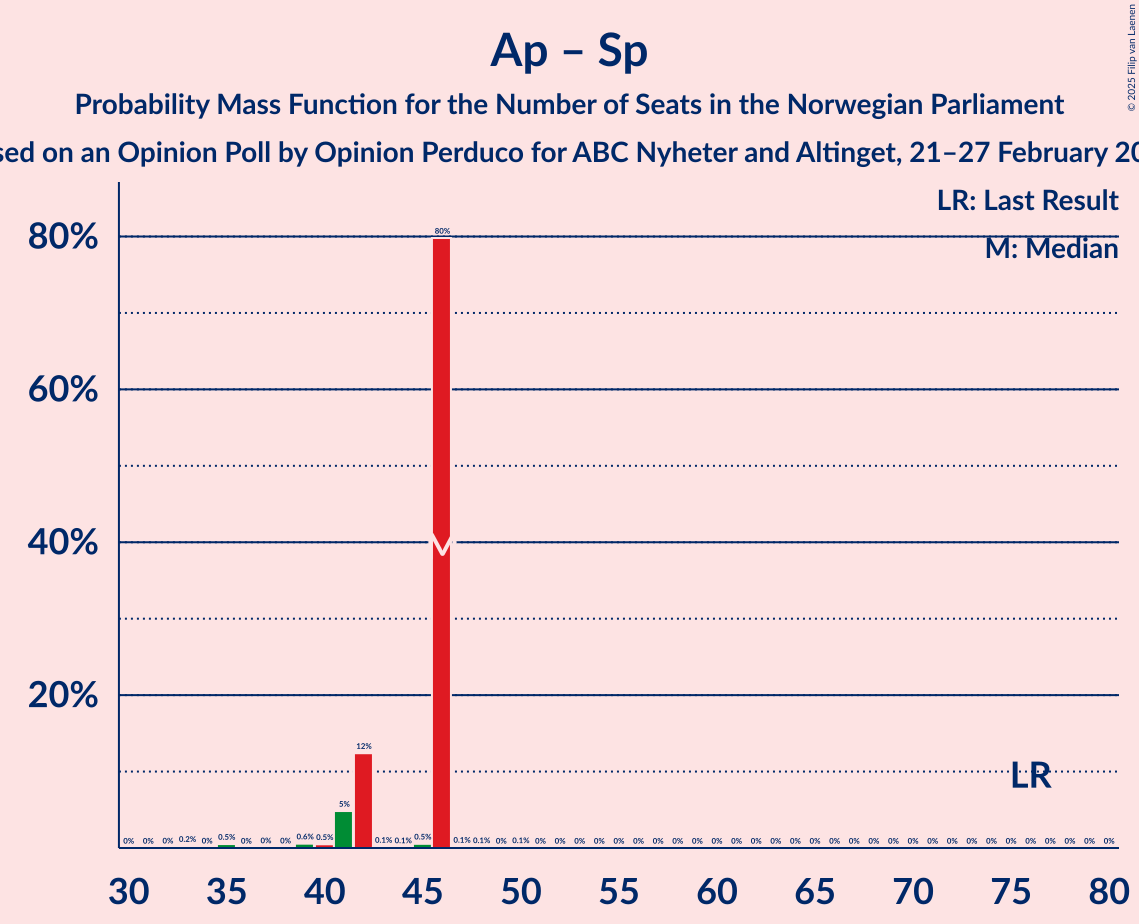 Ap – Sp
Probability Mass Function for the Number of Seats in the Norwegian Parliament
sed on an Opinion Poll by Opinion Perduco for ABC Nyheter and Altinget, 21–27 February 20
© 2025 Filip van Laenen
LR: Last Result
M: Median
80%
60%
40%
20%
0% 0% 0% 0.2% 0% 0.5% 0% 0% 0% 0.6% 0.5% 5% 12% 0.1% 0.1% 0.5% 80% 0.1% 0.1% 0% 0.1% 0% 0% 0% 0% 0% 0% 0% 0% 0% 0% 0% 0% 0% 0% 0% 0% 0% 0% 0% 0% 0% 0% 0% 0% 0% 0% 0% 0% 0% 0%
LR
30 35 40 45 50 55 60 65 70 75 80